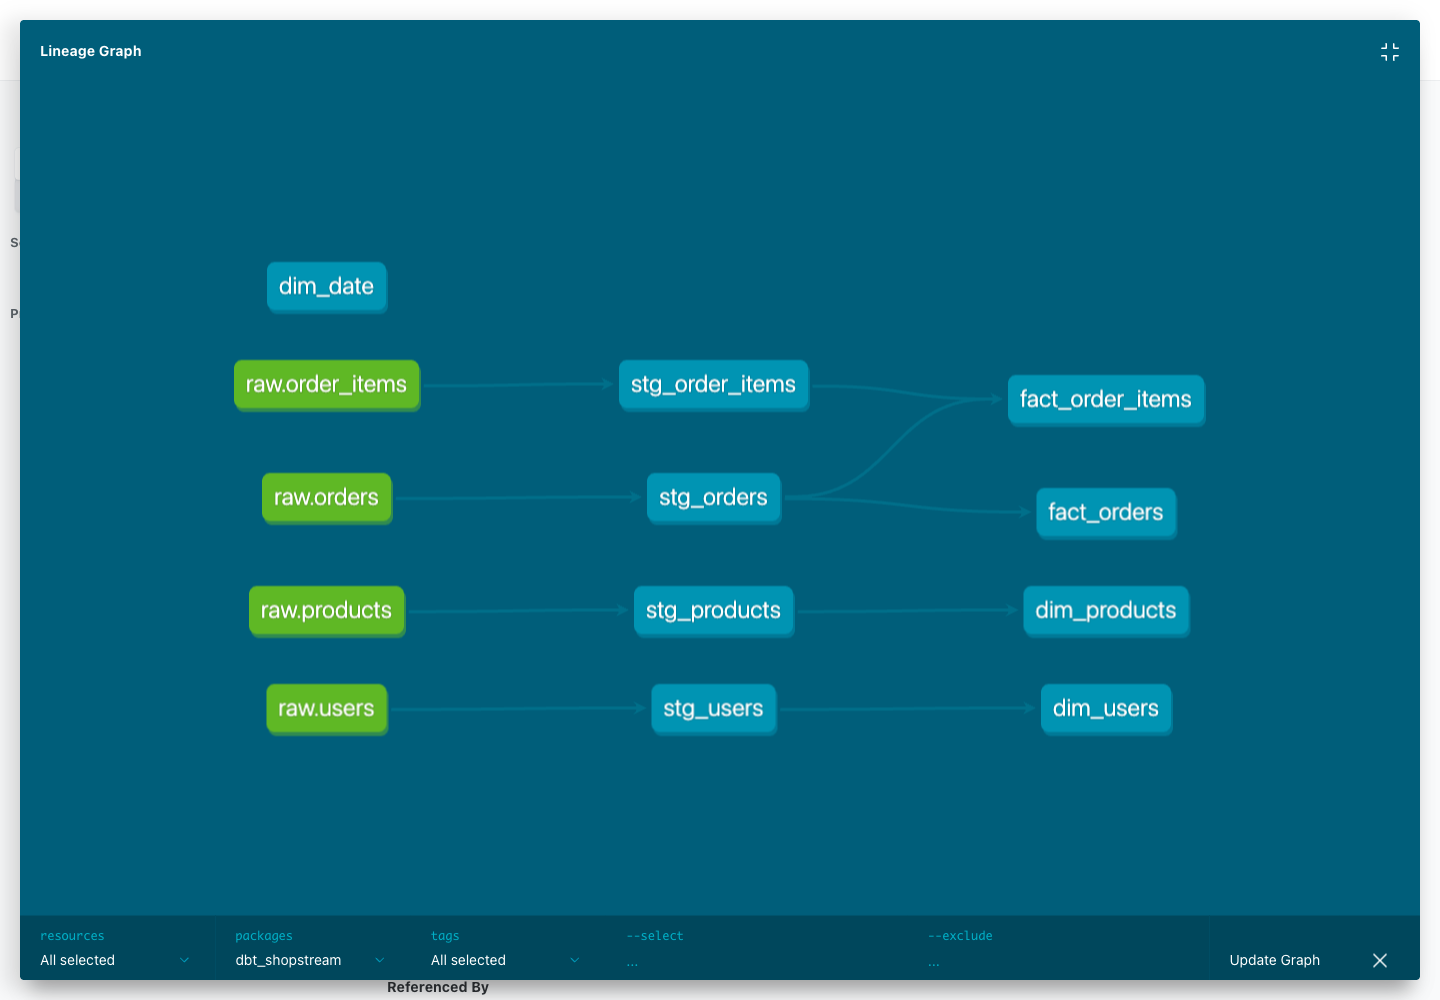 Lineage Graph
dim_date
raw.order_items
stg_order_items
fact_order_items
raw.orders
stg_orders
fact_orders
raw.products
stg_products
dim_products
raw.users
stg_users
dim_users
resources
packages
tags
--select
--exclude
All selected
dbt_shopstream
All selected
...
...
Update Graph
Referenced By